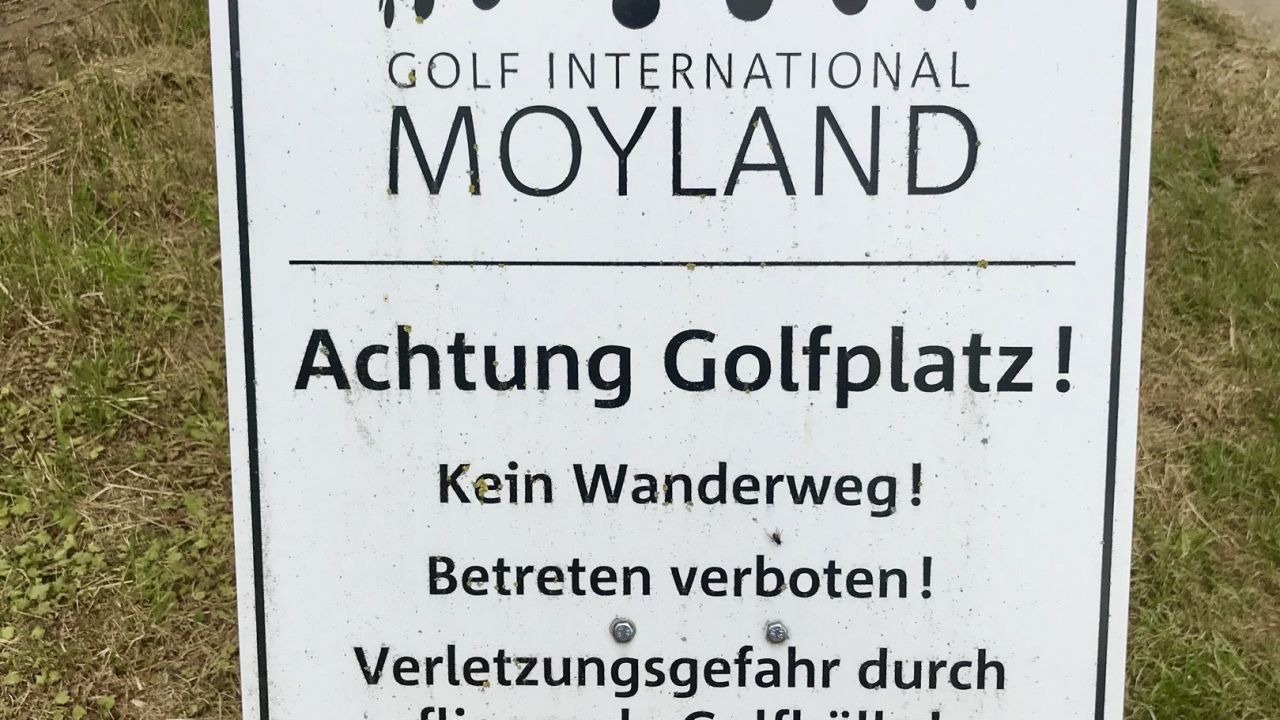 GOLF INTERNATIONAL
MOYLAND
Achtung Golfplatz!
Kein Wanderweg!
Betreten verboten!
Verletzungsgefahr durch